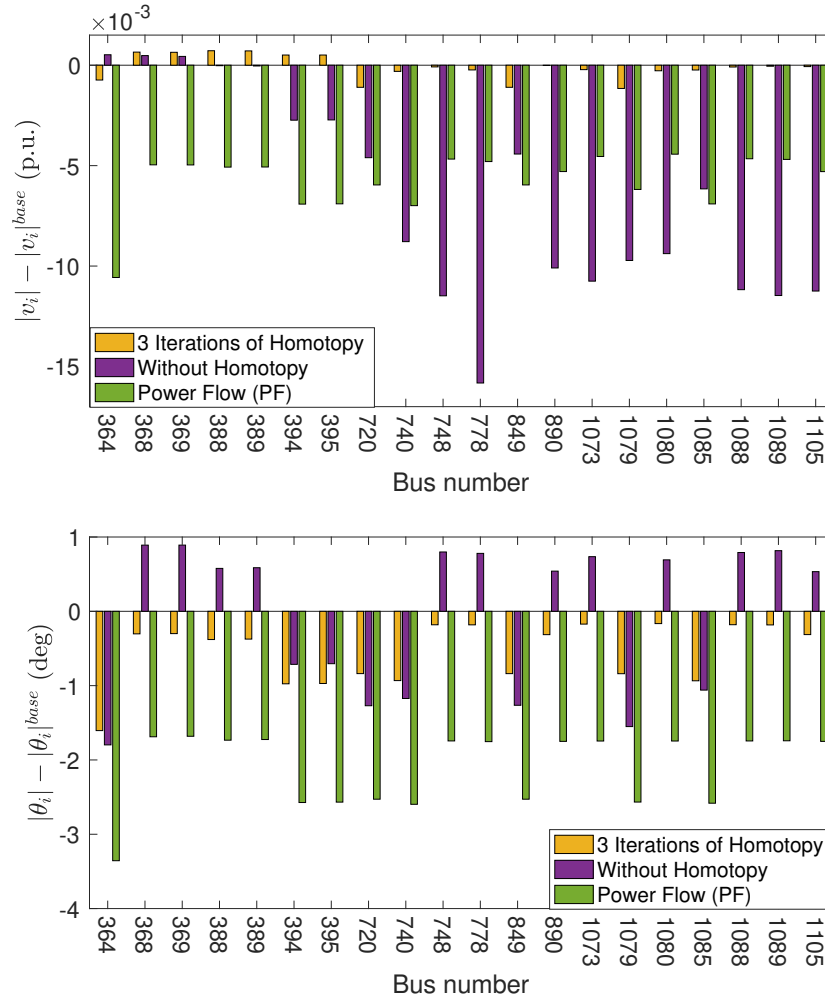 ×10⁻³
0
-5
-10
-15
|v_i| − |v_i|^{base} (p.u.)
3 Iterations of Homotopy
Without Homotopy
Power Flow (PF)
364 368 369 388 389 394 395 720 740 748 778 849 890 1073 1079 1080 1085 1088 1089 1105
Bus number
1
0
-1
-2
-3
-4
|θ_i| − |θ_i|^{base} (deg)
3 Iterations of Homotopy
Without Homotopy
Power Flow (PF)
364 368 369 388 389 394 395 720 740 748 778 849 890 1073 1079 1080 1085 1088 1089 1105
Bus number